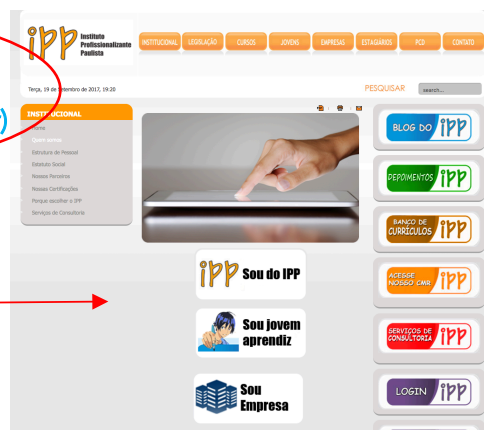 ipp Instituto
Profissionalizante
Paulista
INSTITUCIONAL LEGISLAÇÃO CURSOS JOVENS EMPRESAS ESTAGIÁRIOS PCD CONTATO
Terça, 19 de Setembro de 2017, 19:20
PESQUISAR search...
INSTITUCIONAL
Home
Quem somos
Estrutura de Pessoal
Estatuto Social
Nossos Parceiros
Nossas Certificações
Porque escolher o IPP
Serviços de Consultoria
BLOG DO ipp
DEPOIMENTOS ipp
BANCO DE
CURRÍCULOS ipp
ACESSE
NOSSO CMR ipp
SERVIÇOS DE
CONSULTORIA ipp
LOGIN ipp
ipp Sou do IPP
Sou jovem
aprendiz
Sou
Empresa